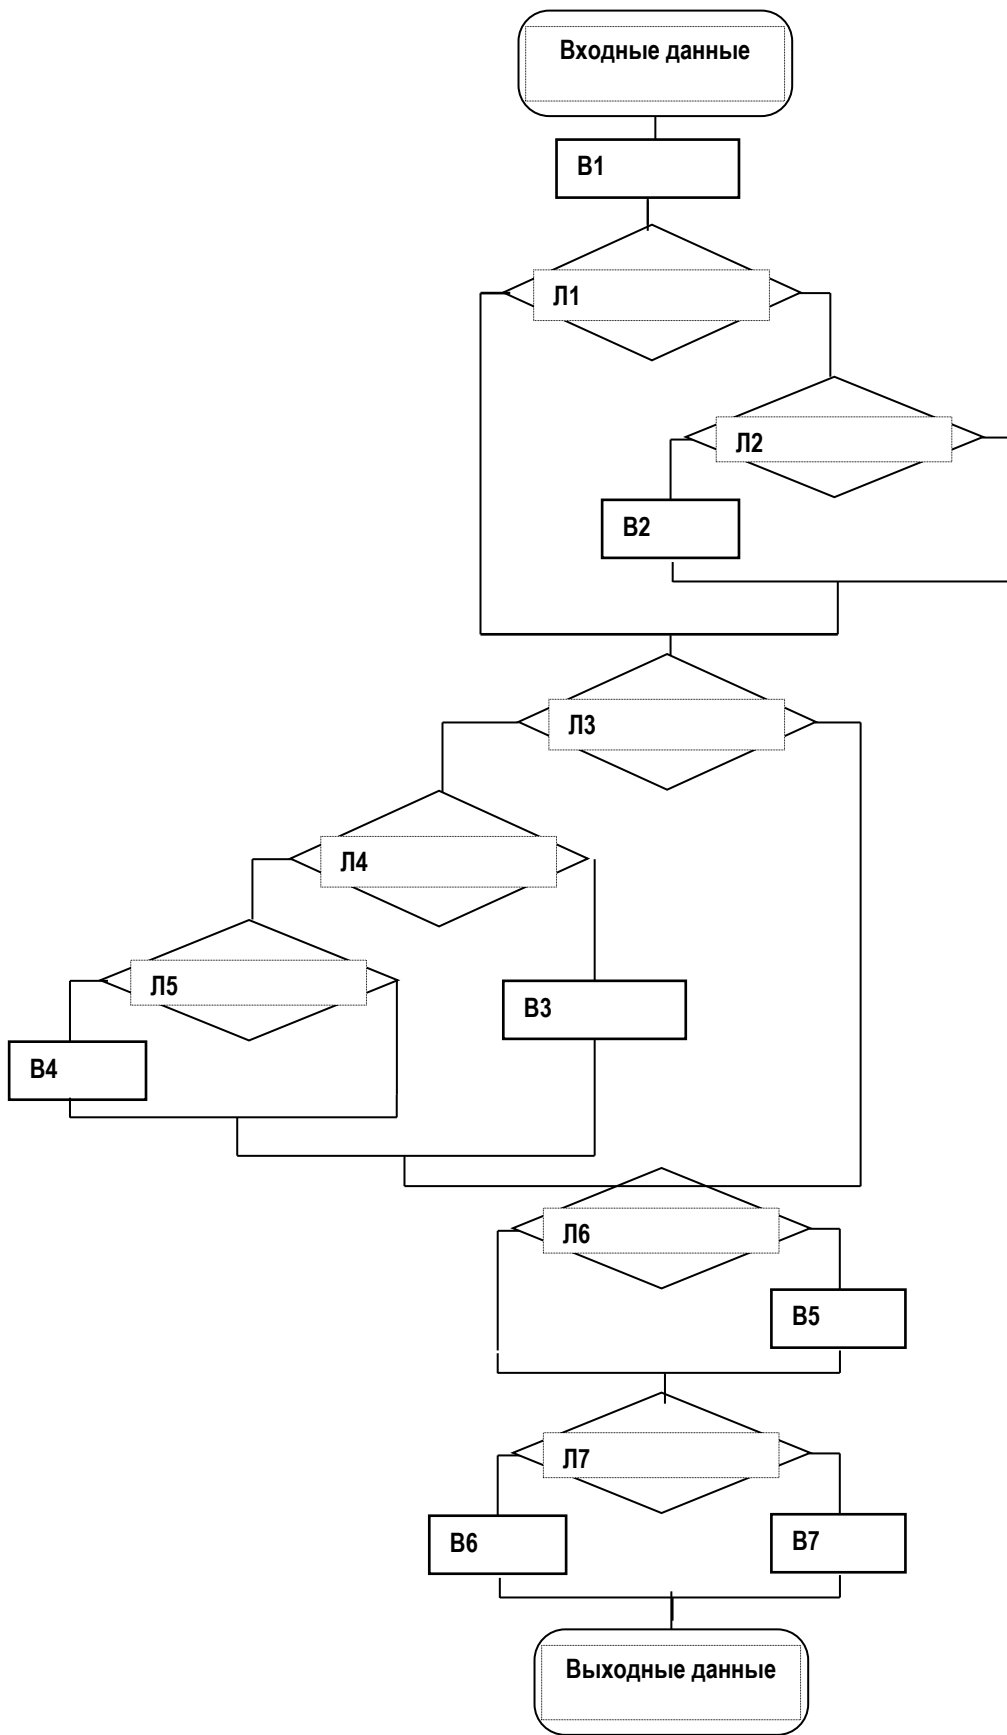 Входные данные
В1
Л1
Л2
В2
Л3
Л4
Л5
В3
В4
Л6
В5
Л7
В6
В7
Выходные данные